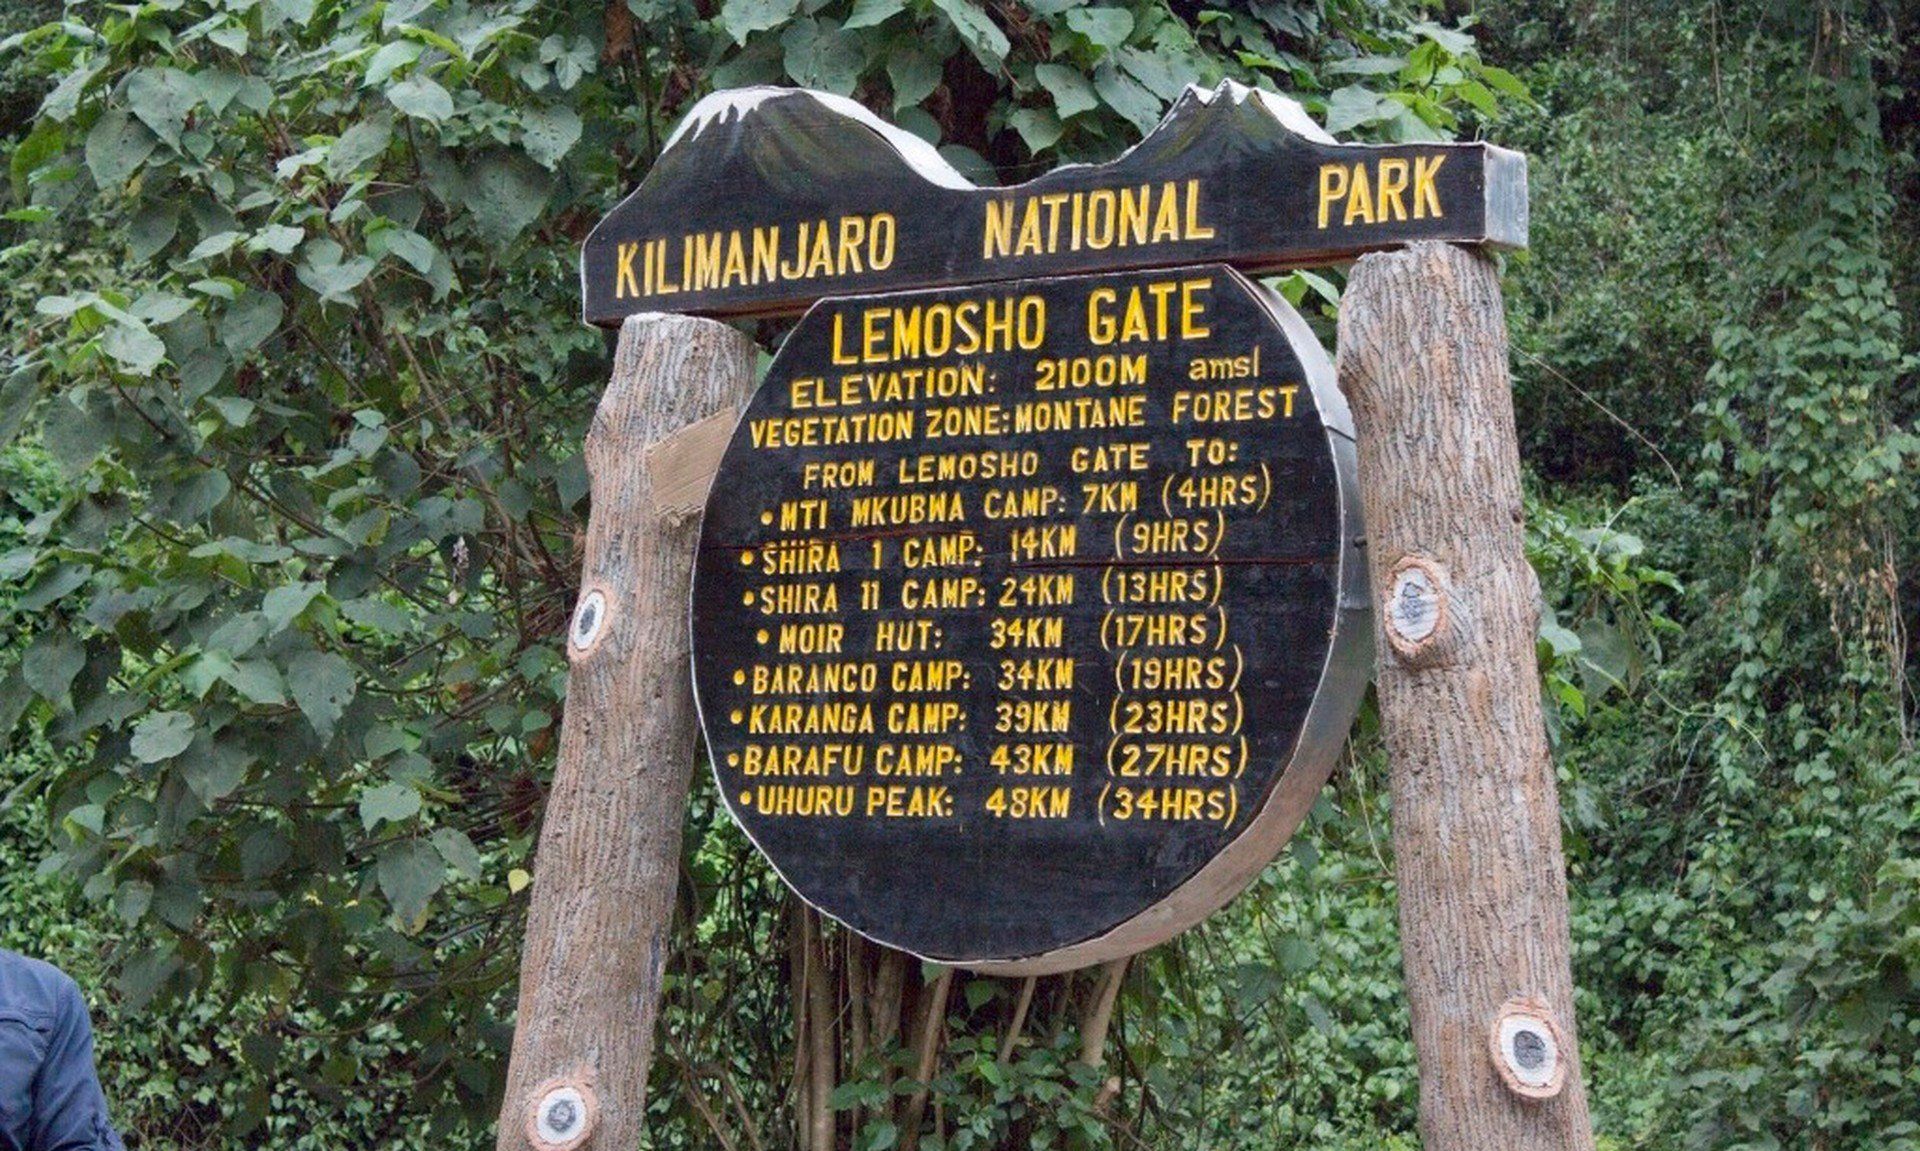 KILIMANJARO NATIONAL PARK
LEMOSHO GATE
ELEVATION: 2100M amsl
VEGETATION ZONE: MONTANE FOREST
FROM LEMOSHO GATE TO:
• MTI MKUBWA CAMP: 7KM (4HRS)
• SHIRA 1 CAMP: 14KM (9HRS)
• SHIRA 11 CAMP: 24KM (13HRS)
• MOIR HUT: 34KM (17HRS)
• BARANCO CAMP: 34KM (19HRS)
• KARANGA CAMP: 39KM (23HRS)
• BARAFU CAMP: 43KM (27HRS)
• UHURU PEAK: 48KM (34HRS)